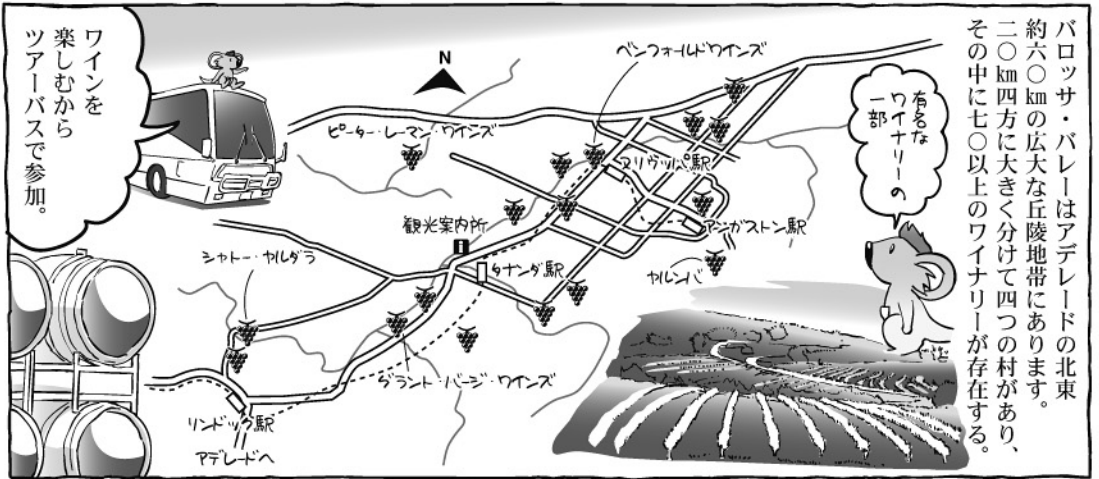 バロッサ・バレーはアデレードの北東
約六〇㎞の広大な丘陵地帯にあります。
二〇㎞四方に大きく分けて四つの村があり、
その中に七〇以上のワイナリーが存在する。
有名な
ワイナリーの
一部
ベンフォールドワインズ
N
ピーター・レーマン・ワインズ
ヌリウッパ駅
アンガストン駅
観光案内所
i
タナンダ駅
ヤルンバ
シャトー・ヤルダラ
グラント・バージ・ワインズ
リンドック駅
アデレードへ
ワインを
楽しむから
ツアーバスで参加。